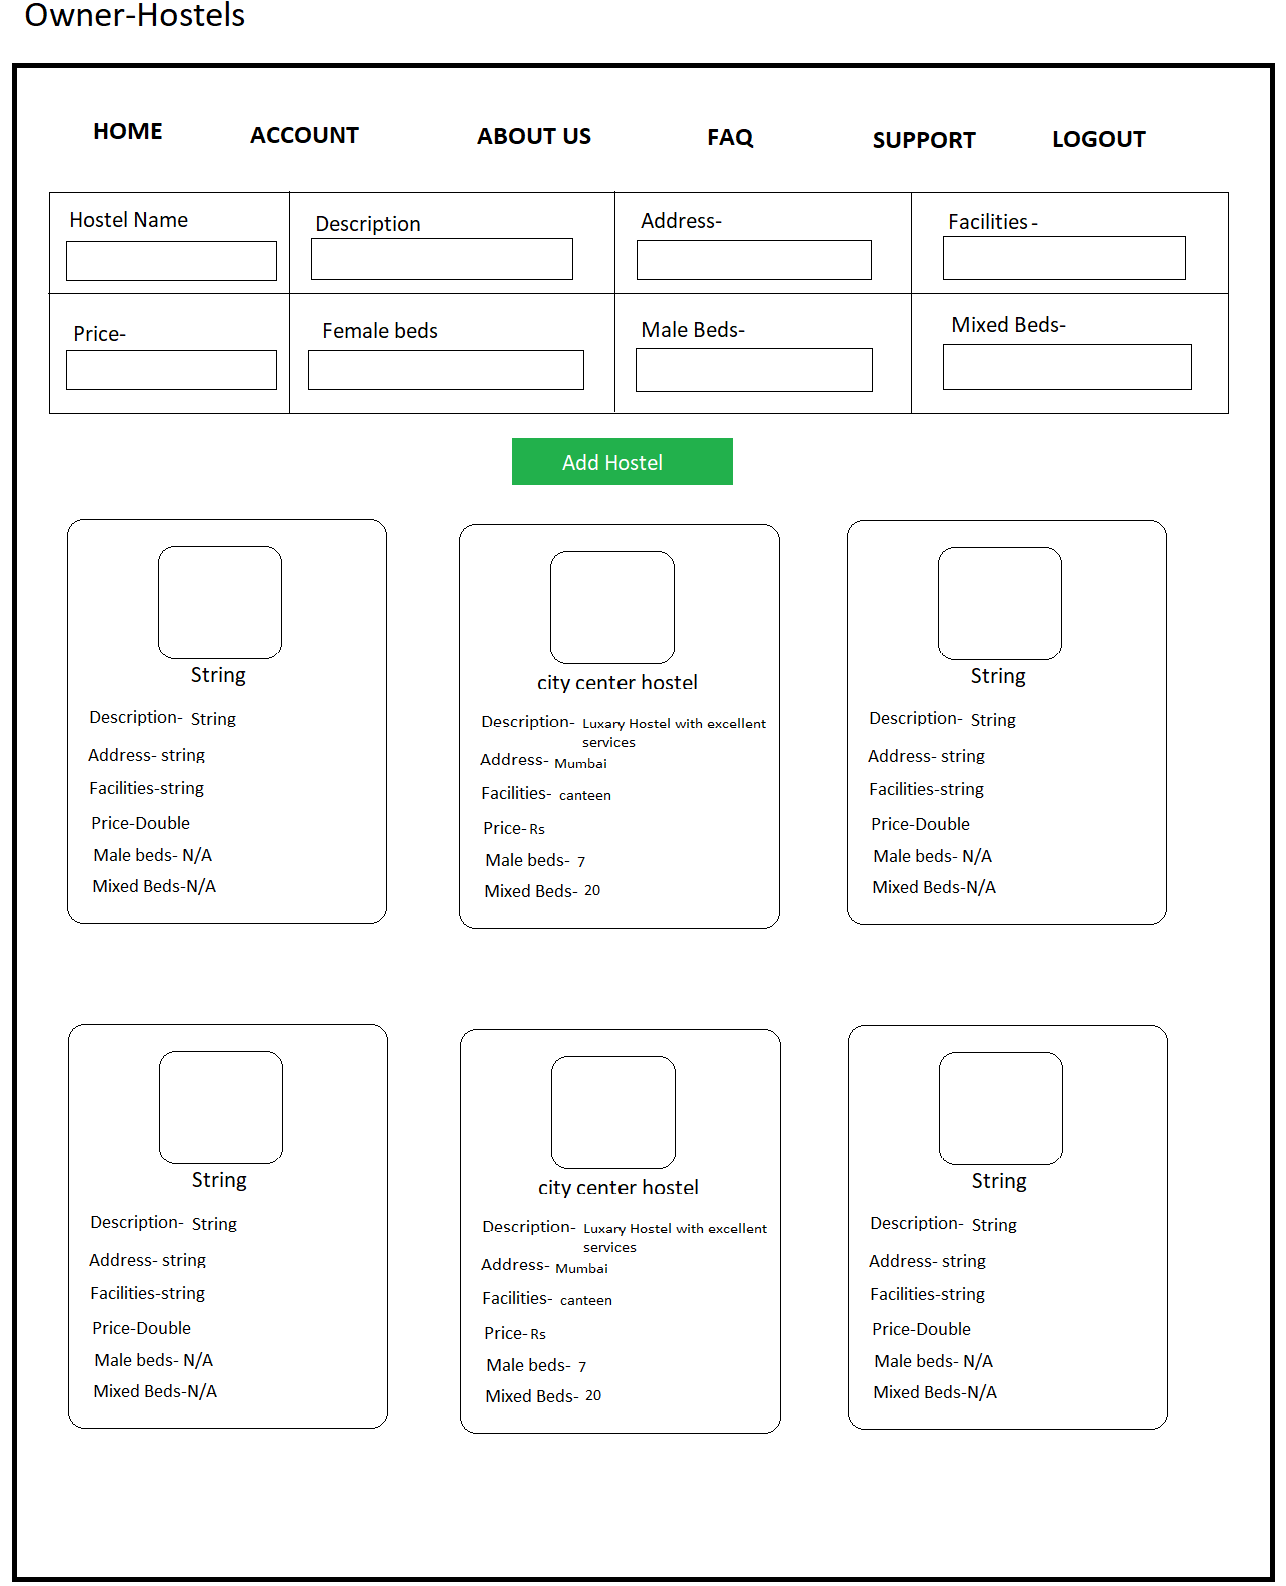 Owner-Hostels
HOME ACCOUNT ABOUT US FAQ SUPPORT LOGOUT
Hostel Name Description Address- Facilities -
Price- Female beds Male Beds- Mixed Beds-
Add Hostel
String
Description- String
Address- string
Facilities-string
Price-Double
Male beds- N/A
Mixed Beds-N/A
city center hostel
Description- Luxary Hostel with excellent
services
Address- Mumbai
Facilities- canteen
Price- Rs
Male beds- 7
Mixed Beds- 20
String
Description- String
Address- string
Facilities-string
Price-Double
Male beds- N/A
Mixed Beds-N/A
String
Description- String
Address- string
Facilities-string
Price-Double
Male beds- N/A
Mixed Beds-N/A
city center hostel
Description- Luxary Hostel with excellent
services
Address- Mumbai
Facilities- canteen
Price- Rs
Male beds- 7
Mixed Beds- 20
String
Description- String
Address- string
Facilities-string
Price-Double
Male beds- N/A
Mixed Beds-N/A